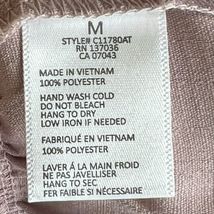 M
STYLE# C11780AT
RN 137036
CA 07043
MADE IN VIETNAM
100% POLYESTER
HAND WASH COLD
DO NOT BLEACH
HANG TO DRY
LOW IRON IF NEEDED
FABRIQUÉ EN VIETNAM
100% POLYESTER
LAVER Á LA MAIN FROID
NE PAS JAVELLISER
HANG TO SEC
FER FAIBLE SI NÉCESSAIRE